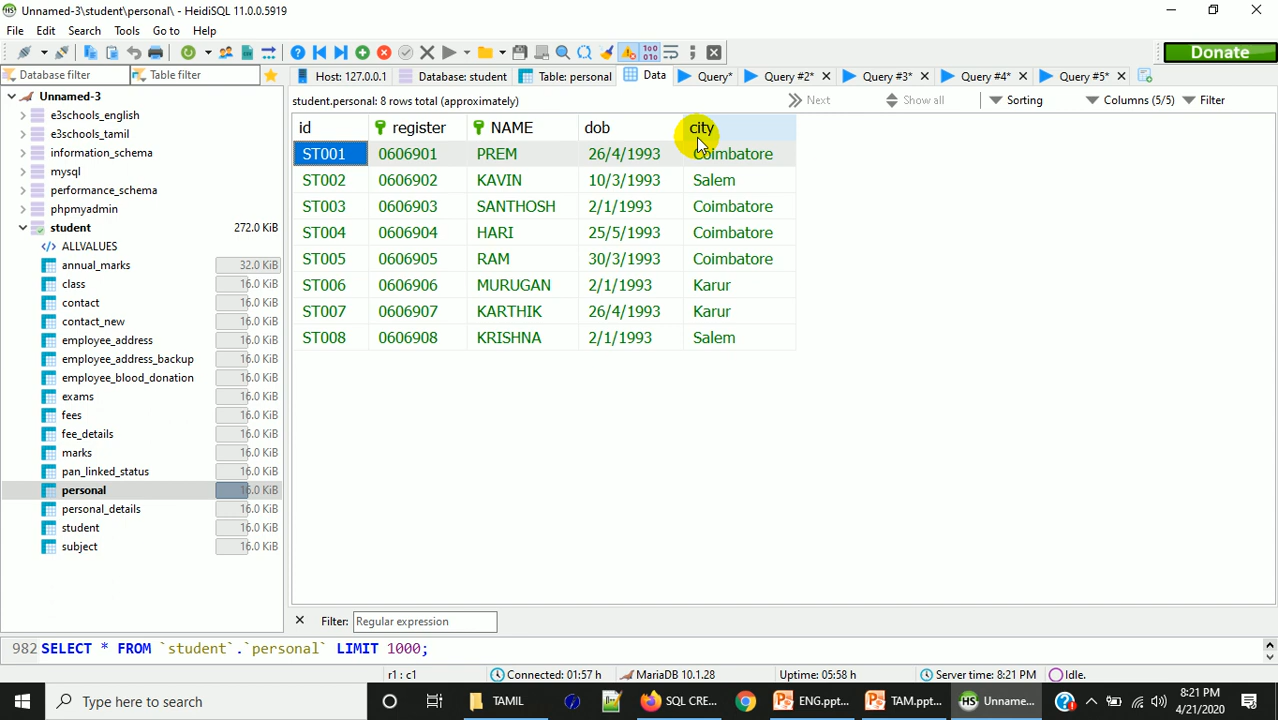 Unnamed-3\student\personal\ - HeidiSQL 11.0.0.5919
File Edit Search Tools Go to Help
Donate
Database filter Table filter Host: 127.0.0.1 Database: student Table: personal Data Query* Query #2* Query #3* Query #4* Query #5*
Unnamed-3
e3schools_english
e3schools_tamil
information_schema
mysql
performance_schema
phpmyadmin
student 272.0 KiB
ALLVALUES
annual_marks 32.0 KiB
class 16.0 KiB
contact 16.0 KiB
contact_new 16.0 KiB
employee_address 16.0 KiB
employee_address_backup 16.0 KiB
employee_blood_donation 16.0 KiB
exams 16.0 KiB
fees 16.0 KiB
fee_details 16.0 KiB
marks 16.0 KiB
pan_linked_status 16.0 KiB
personal 16.0 KiB
personal_details 16.0 KiB
student 16.0 KiB
subject 16.0 KiB
student.personal: 8 rows total (approximately) Next Show all Sorting Columns (5/5) Filter
id register NAME dob city
ST001 0606901 PREM 26/4/1993 Coimbatore
ST002 0606902 KAVIN 10/3/1993 Salem
ST003 0606903 SANTHOSH 2/1/1993 Coimbatore
ST004 0606904 HARI 25/5/1993 Coimbatore
ST005 0606905 RAM 30/3/1993 Coimbatore
ST006 0606906 MURUGAN 2/1/1993 Karur
ST007 0606907 KARTHIK 26/4/1993 Karur
ST008 0606908 KRISHNA 2/1/1993 Salem
Filter: Regular expression
982 SELECT * FROM `student`.`personal` LIMIT 1000;
r1 : c1 Connected: 01:57 h MariaDB 10.1.28 Uptime: 05:58 h Server time: 8:21 PM Idle.
Type here to search TAMIL SQL CRE... ENG.ppt... TAM.ppt... Unname... 8:21 PM
4/21/2020